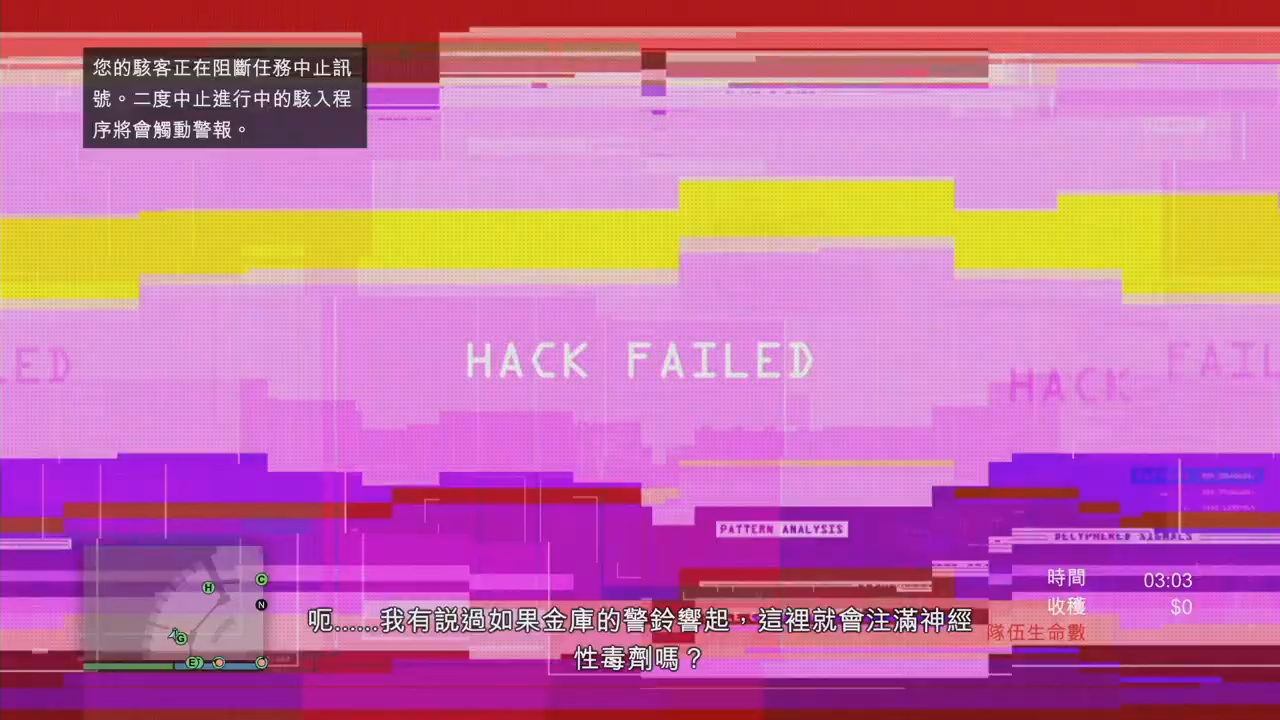 您的駭客正在阻斷任務中止訊
號。二度中止進行中的駭入程
序將會觸動警報。
HACK FAILED
LED
HACK FAIL
PATTERN ANALYSIS
DECYPHERED SIGNALS
H
C
N
G
E
時間 03:03
收穫 $0
隊伍生命數
呃......我有說過如果金庫的警鈴響起，這裡就會注滿神經
性毒劑嗎？